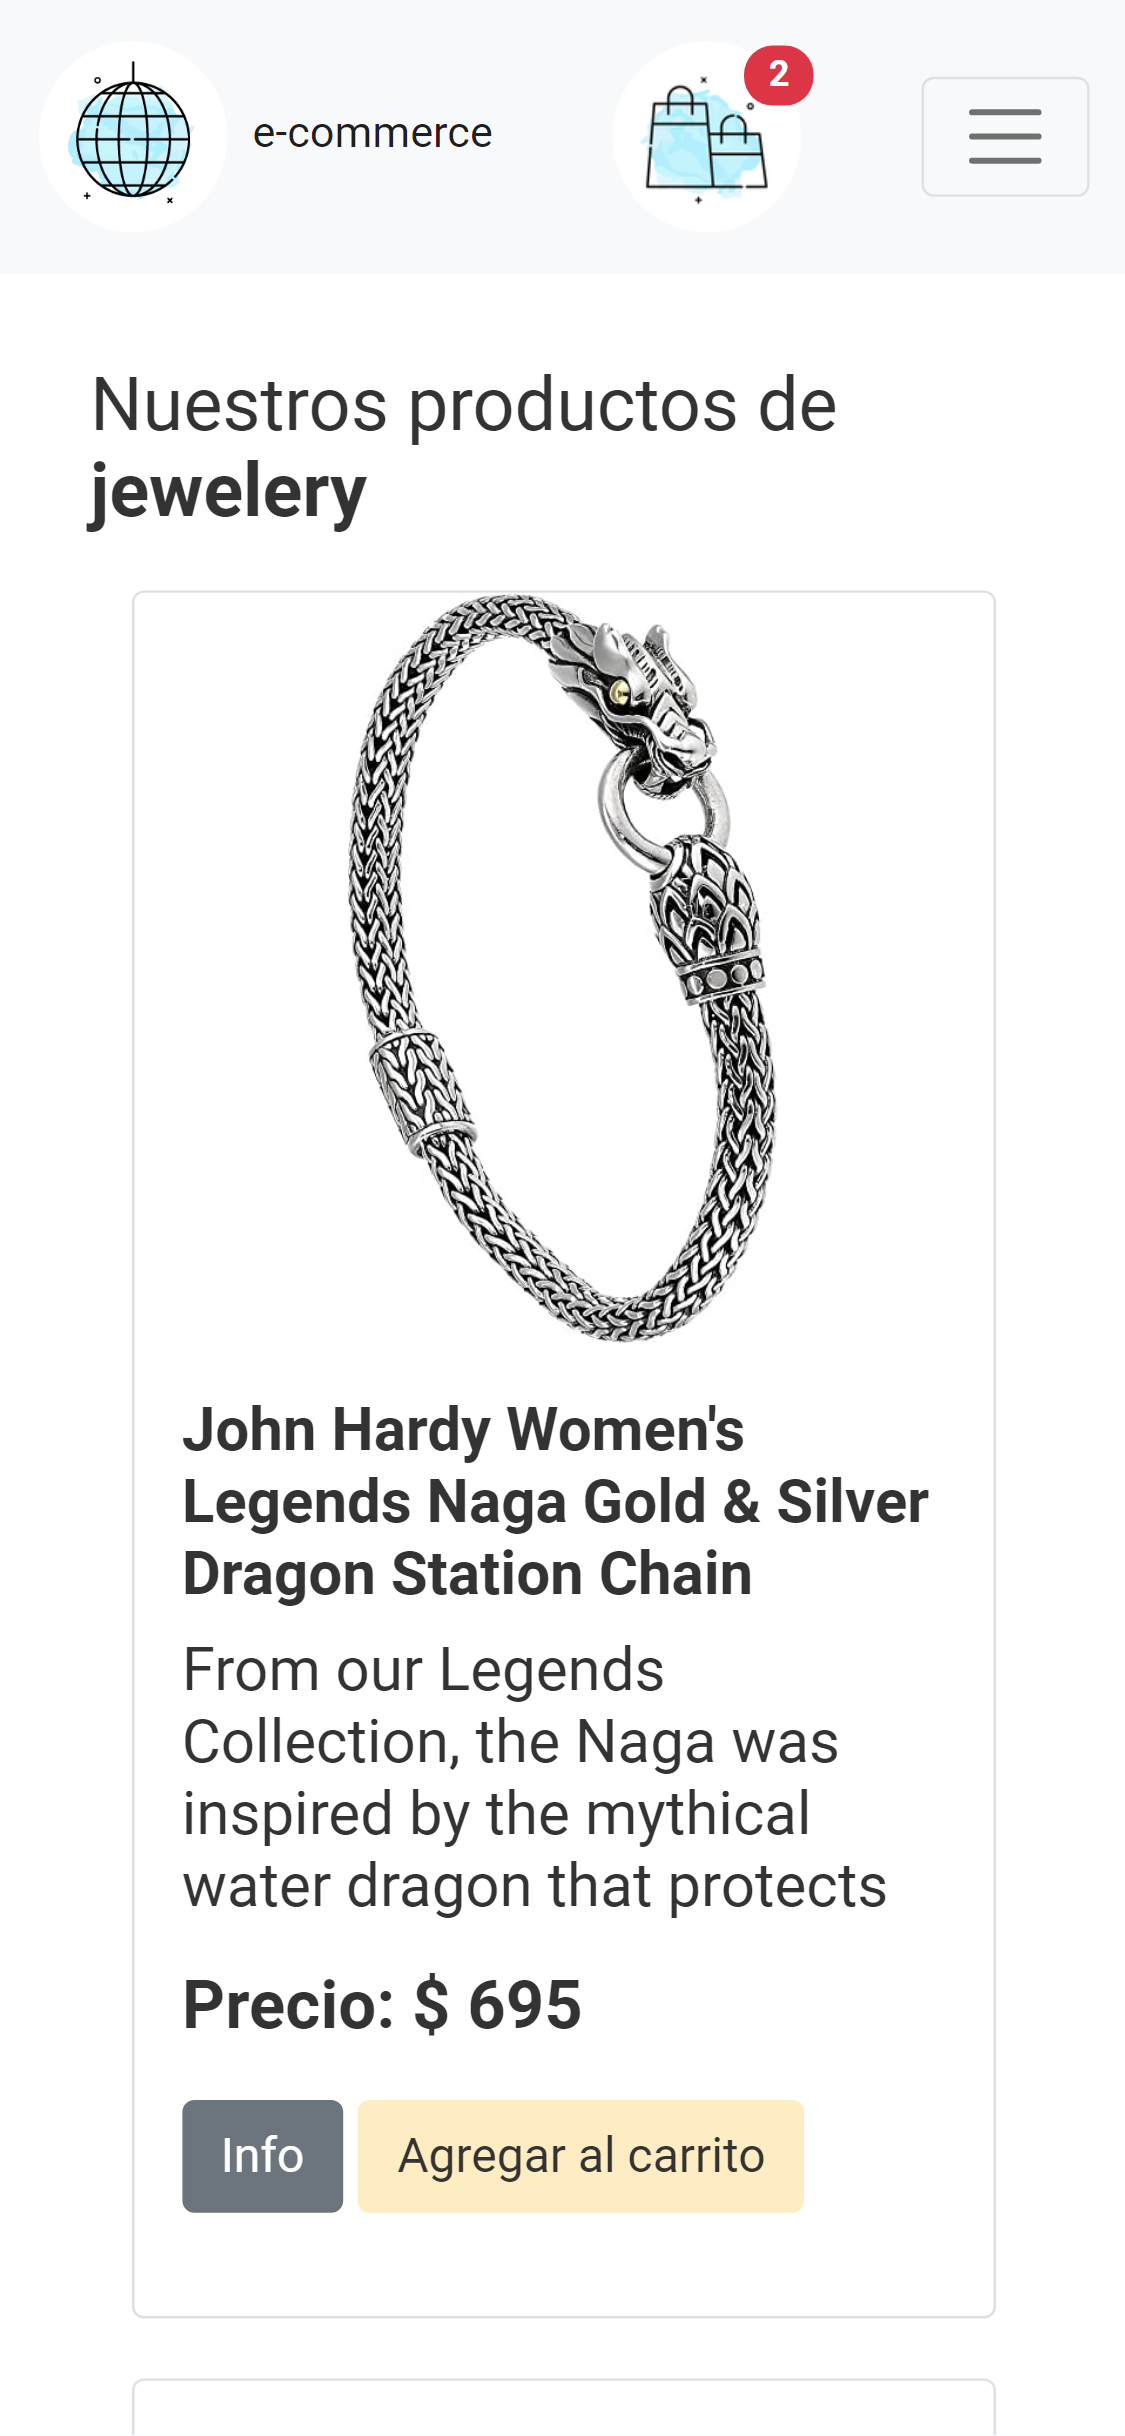 e-commerce
2
Nuestros productos de
jewelery
John Hardy Women's
Legends Naga Gold & Silver
Dragon Station Chain
From our Legends
Collection, the Naga was
inspired by the mythical
water dragon that protects
Precio: $ 695
Info
Agregar al carrito